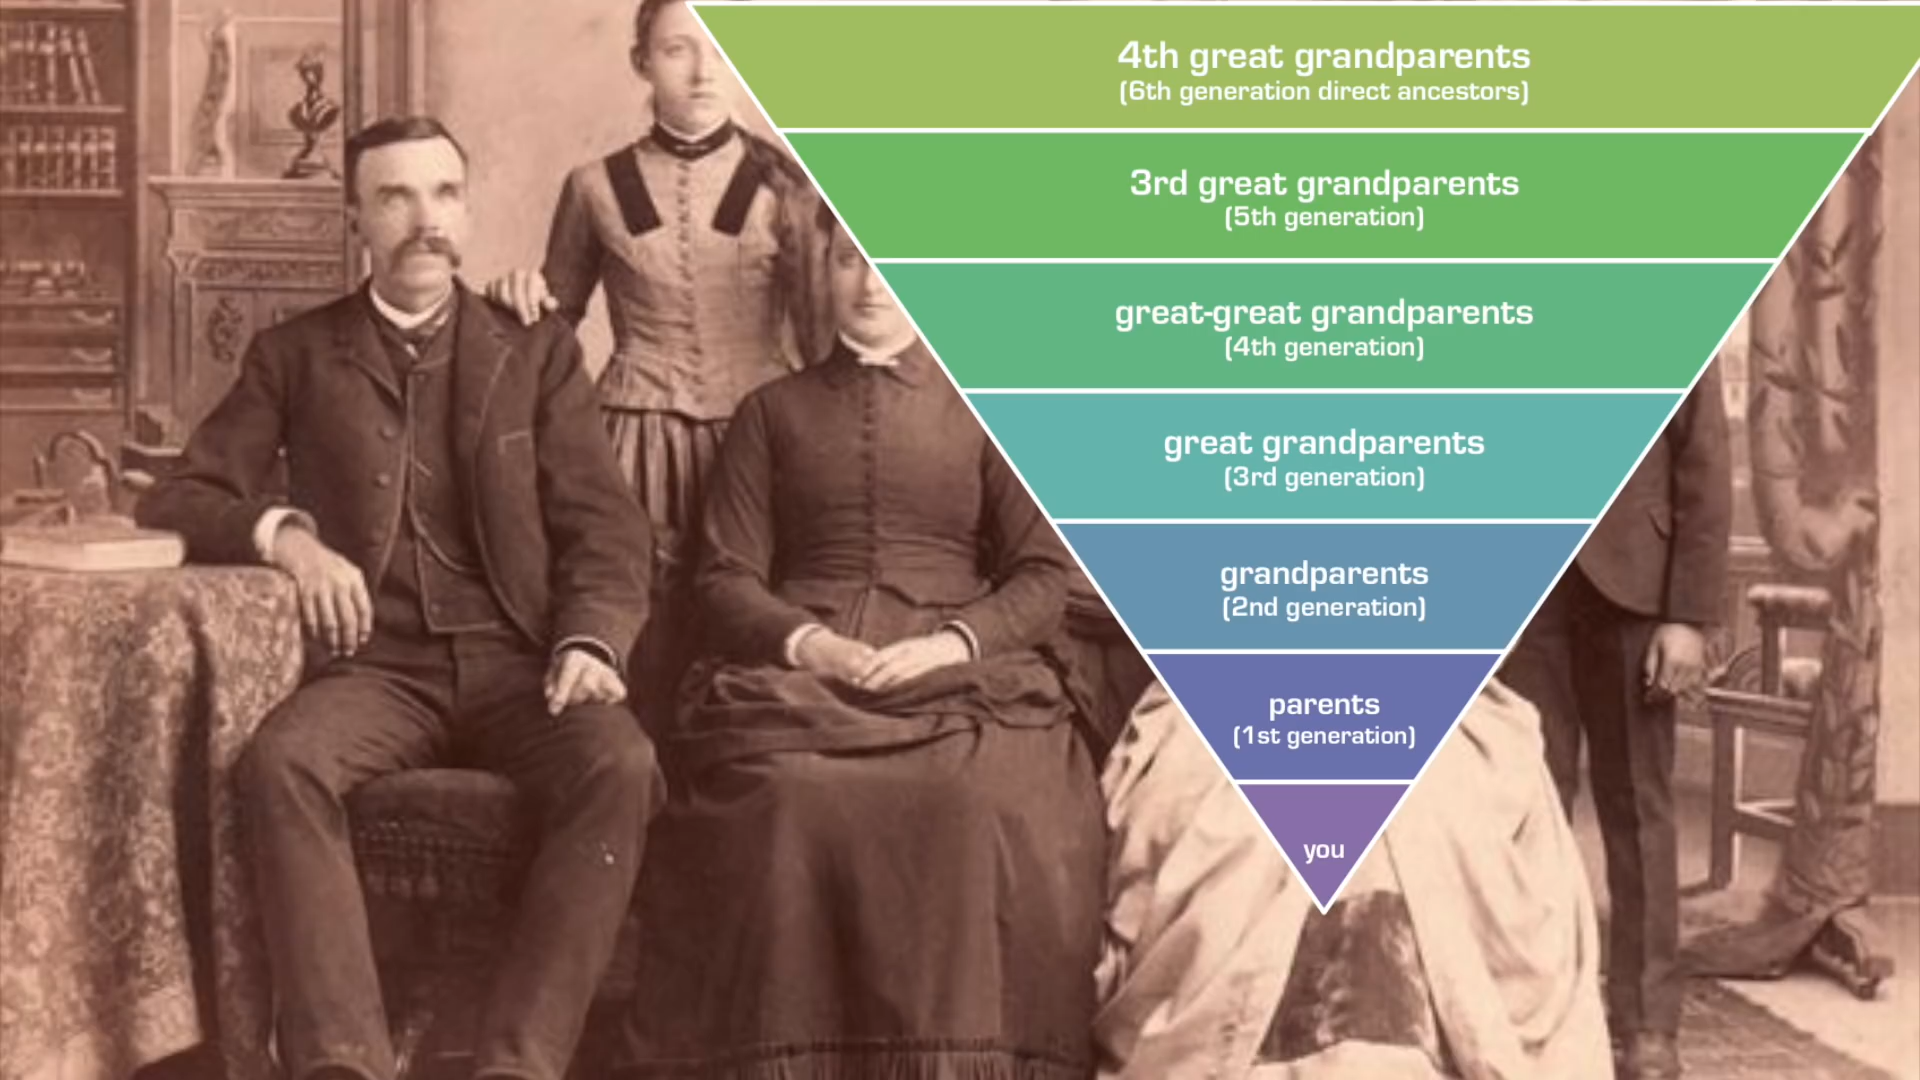 4th great grandparents
(6th generation direct ancestors)
3rd great grandparents
(5th generation)
great-great grandparents
(4th generation)
great grandparents
(3rd generation)
grandparents
(2nd generation)
parents
(1st generation)
you